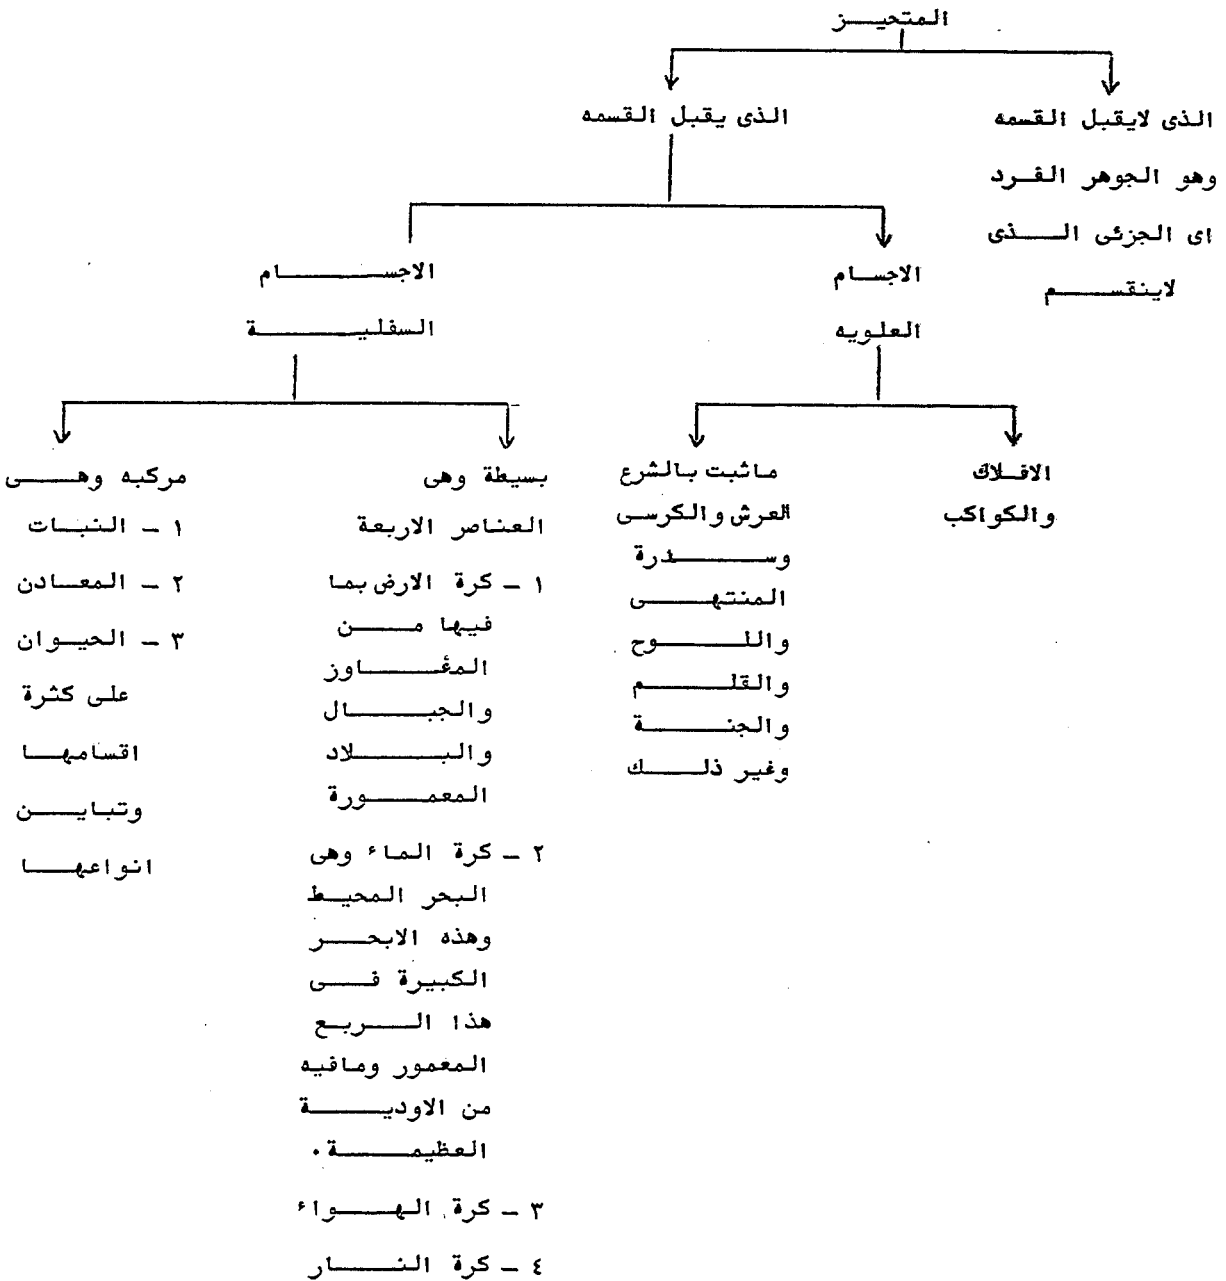 المتحيز
الذى لايقبل القسمه
وهو الجوهر الفرد
اى الجزئى الذى
لاينقسم
الذى يقبل القسمه
الاجسام
العلويه
الافلاك
والكواكب
ماثبت بالشرع
العرش والكرسى
وسدرة
المنتهى
واللوح
والقلم
والجنة
وغير ذلك
الاجسام
السفلية
بسيطة وهى
العناصر الاربعة
١ - كرة الارض بما
فيها من
المغاوز
والجبال
والبلاد
المعمورة
٢ - كرة الماء وهى
البحر المحيط
وهذه الابحر
الكبيرة فى
هذا الربع
المعمور ومافيه
من الاودية
العظيمة.
٣ - كرة الهواء
٤ - كرة النار
مركبه وهى
١ - النبات
٢ - المعادن
٣ - الحيوان
على كثرة
اقسامها
وتباين
انواعها